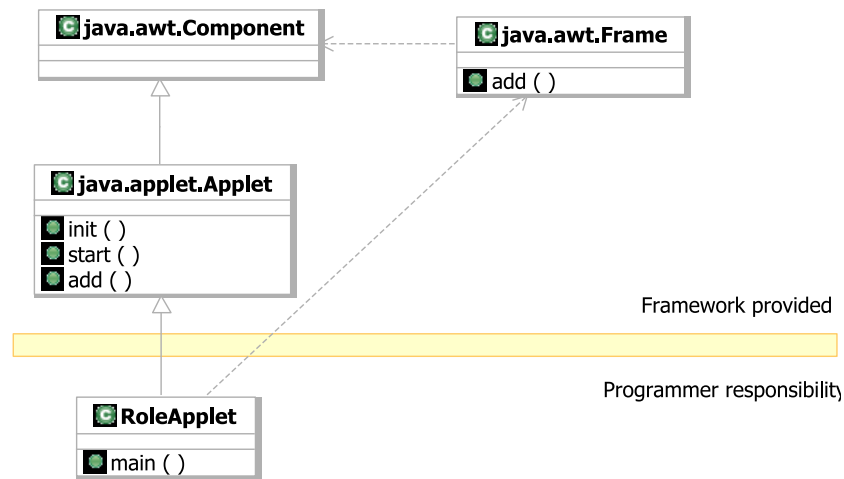 java.awt.Component
java.awt.Frame
add ( )
java.applet.Applet
init ( )
start ( )
add ( )
Framework provided
Programmer responsibility
RoleApplet
main ( )